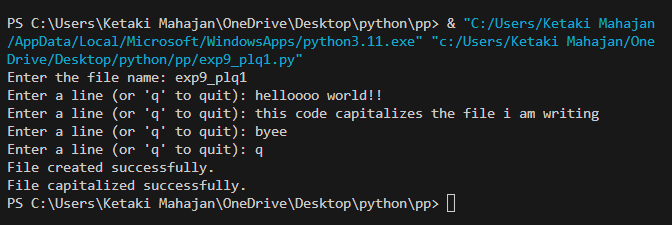 PS C:\Users\Ketaki Mahajan\OneDrive\Desktop\python\pp> & "C:/Users/Ketaki Mahajan
/AppData/Local/Microsoft/WindowsApps/python3.11.exe" "c:/Users/Ketaki Mahajan/One
Drive/Desktop/python/pp/exp9_plq1.py"
Enter the file name: exp9_plq1
Enter a line (or 'q' to quit): helloooo world!!
Enter a line (or 'q' to quit): this code capitalizes the file i am writing
Enter a line (or 'q' to quit): byee
Enter a line (or 'q' to quit): q
File created successfully.
File capitalized successfully.
PS C:\Users\Ketaki Mahajan\OneDrive\Desktop\python\pp>